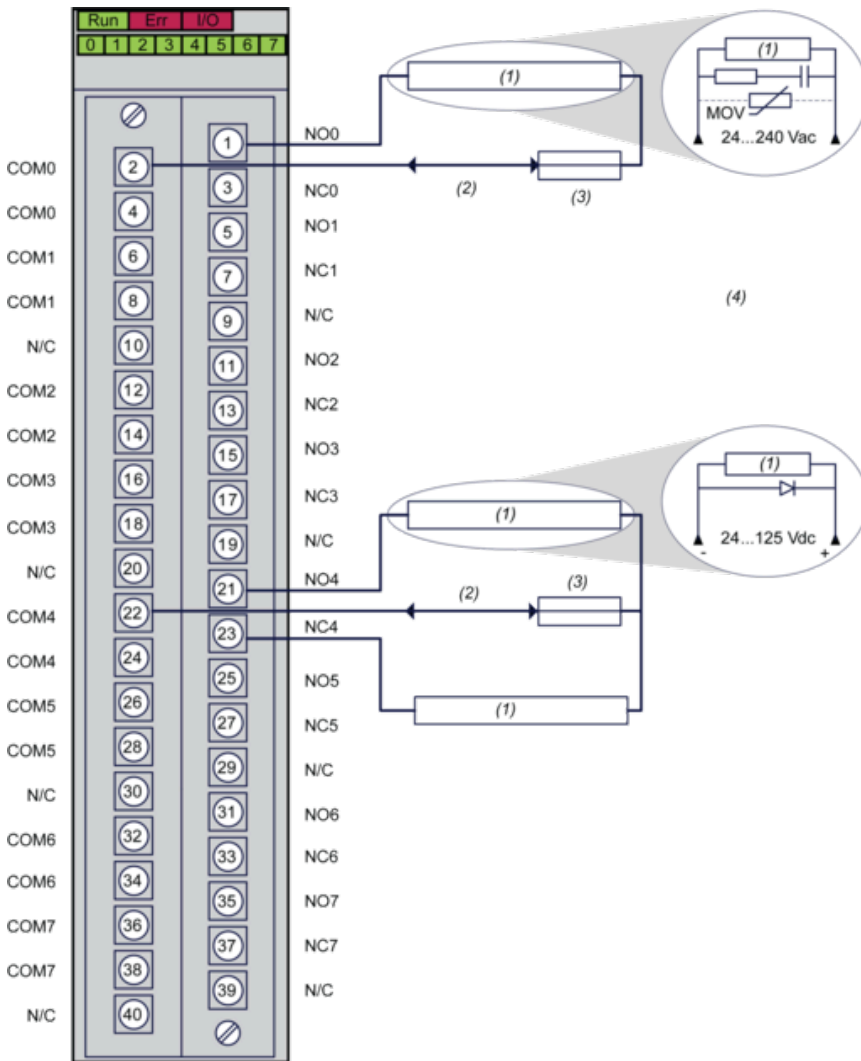 Run Err I/O
0 1 2 3 4 5 6 7
(1)
(1)
MOV
24...240 Vac
1 NO0
COM0 2
(2)
(3)
3 NC0
COM0 4
5 NO1
COM1 6
7 NC1
(4)
COM1 8
9 N/C
N/C 10
11 NO2
COM2 12
13 NC2
COM2 14
15 NO3
COM3 16
17 NC3
(1)
(1)
COM3 18
19 N/C
24...125 Vdc
- +
N/C 20
21 NO4
(2)
(3)
COM4 22
23 NC4
COM4 24
25 NO5
COM5 26
(1)
27 NC5
COM5 28
29 N/C
N/C 30
31 NO6
COM6 32
33 NC6
COM6 34
35 NO7
COM7 36
37 NC7
COM7 38
39 N/C
N/C 40